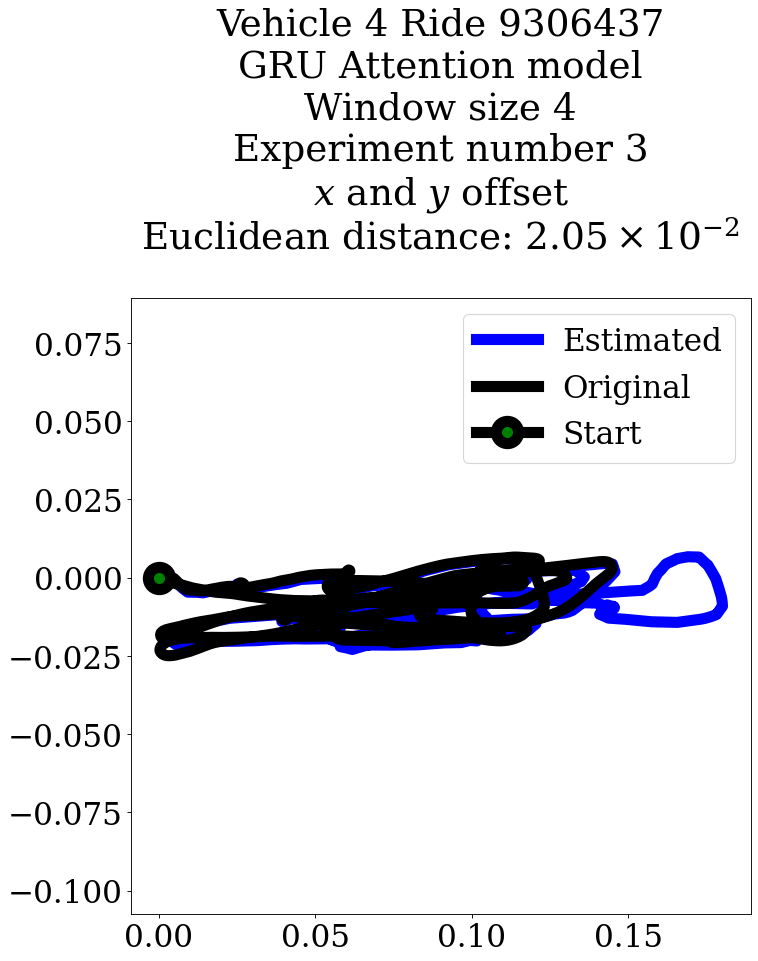 Vehicle 4 Ride 9306437
GRU Attention model
Window size 4
Experiment number 3
x and y offset
Euclidean distance: 2.05 × 10⁻²
Estimated
Original
Start
0.075
0.050
0.025
0.000
−0.025
−0.050
−0.075
−0.100
0.00 0.05 0.10 0.15